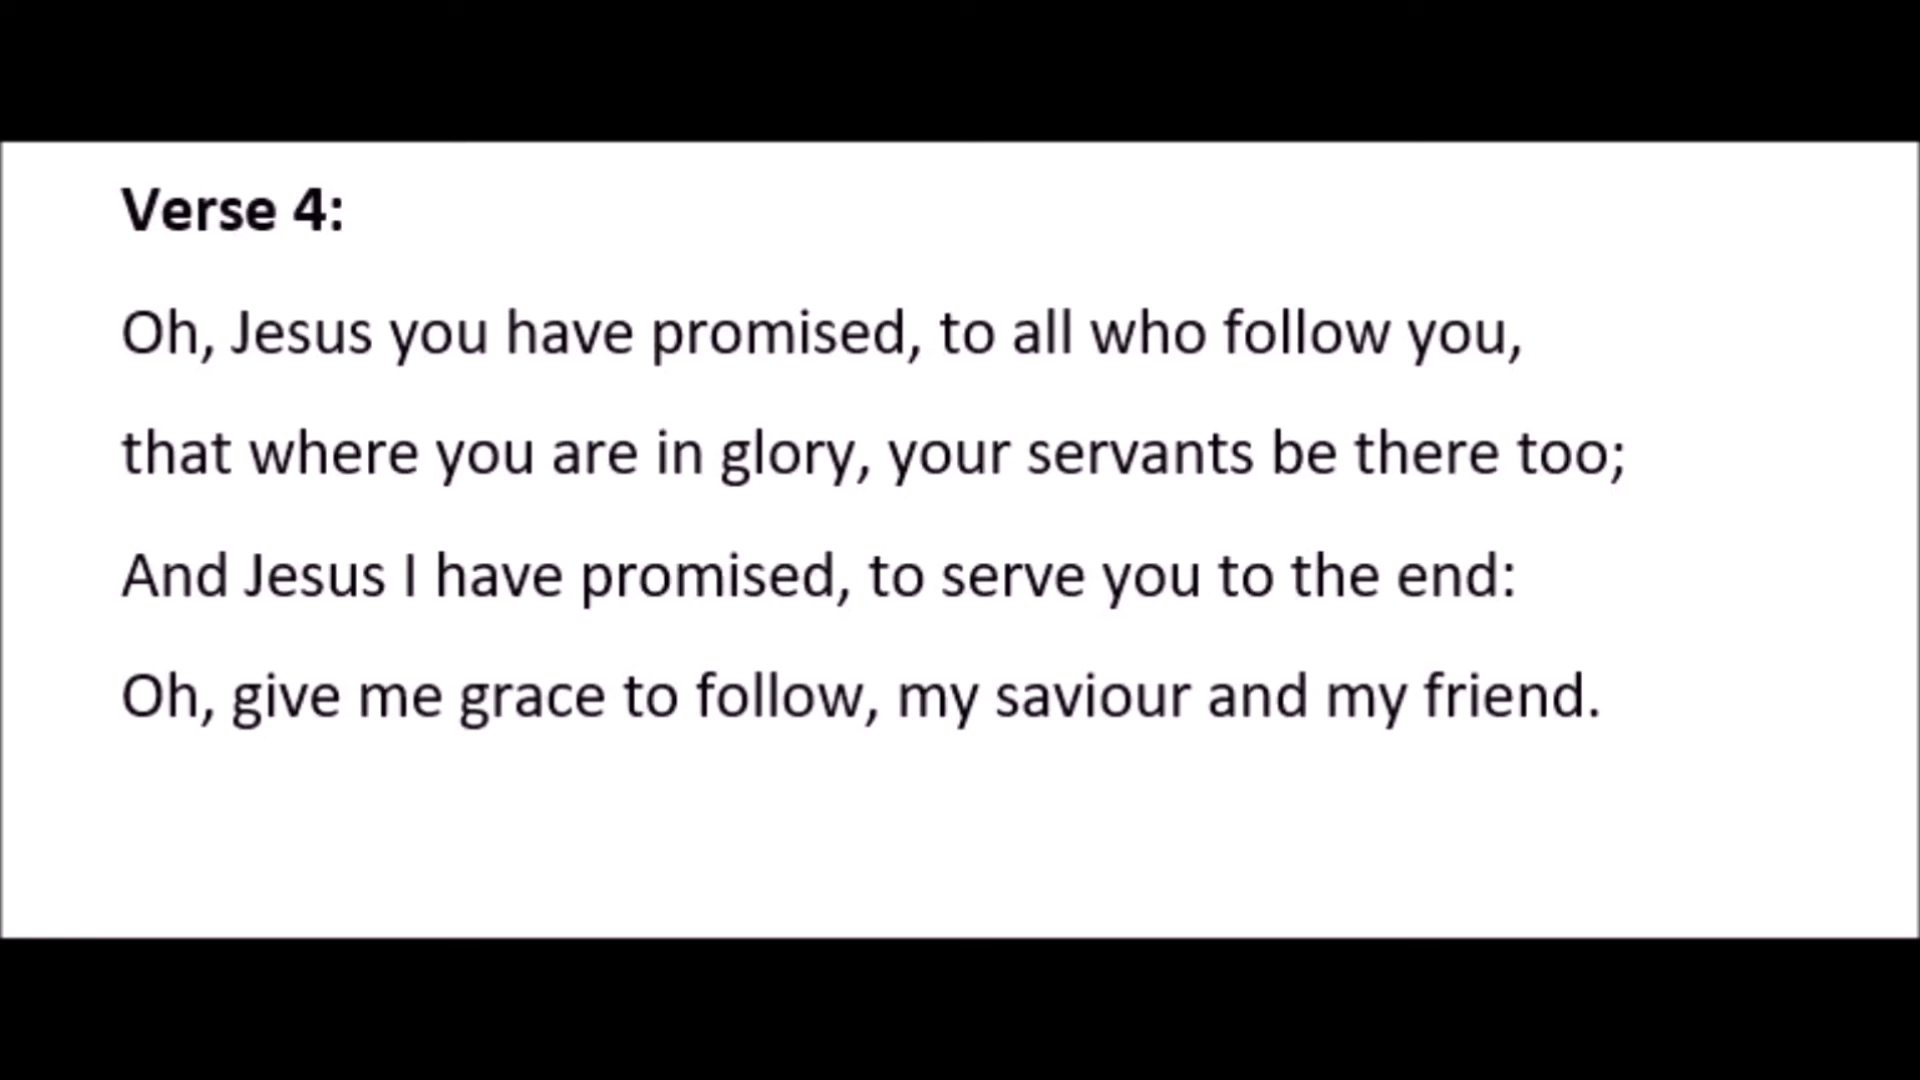 Verse 4:
Oh, Jesus you have promised, to all who follow you,
that where you are in glory, your servants be there too;
And Jesus I have promised, to serve you to the end:
Oh, give me grace to follow, my saviour and my friend.